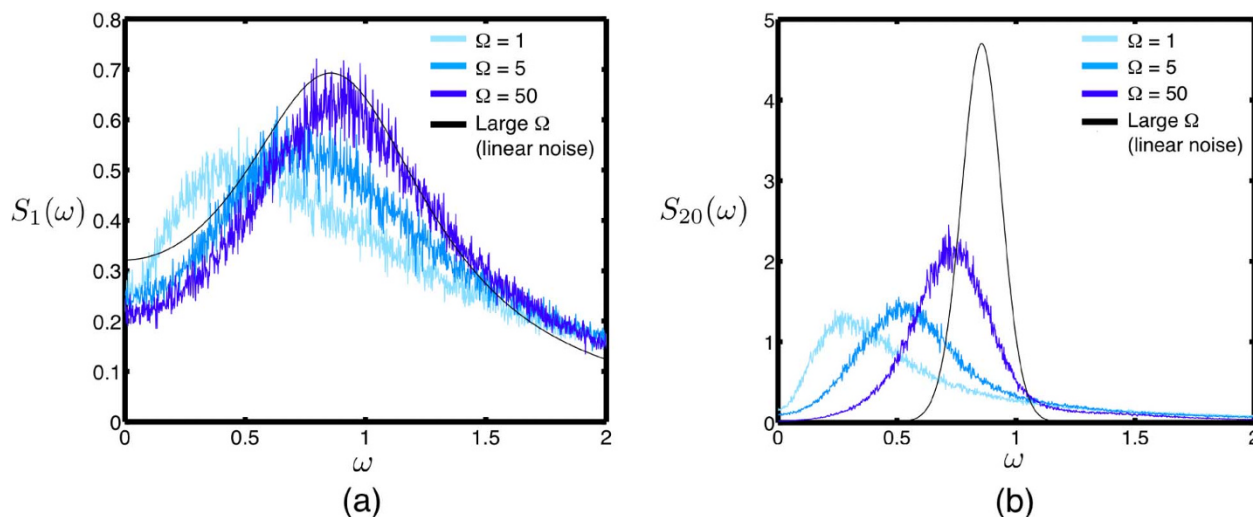 0.8
0.7
0.6
0.5
0.4
0.3
0.2
0.1
0
S₁(ω)
Ω = 1
Ω = 5
Ω = 50
Large Ω
(linear noise)
0 0.5 1 1.5 2
ω
(a)
5
4
3
2
1
0
S₂₀(ω)
Ω = 1
Ω = 5
Ω = 50
Large Ω
(linear noise)
0 0.5 1 1.5 2
ω
(b)